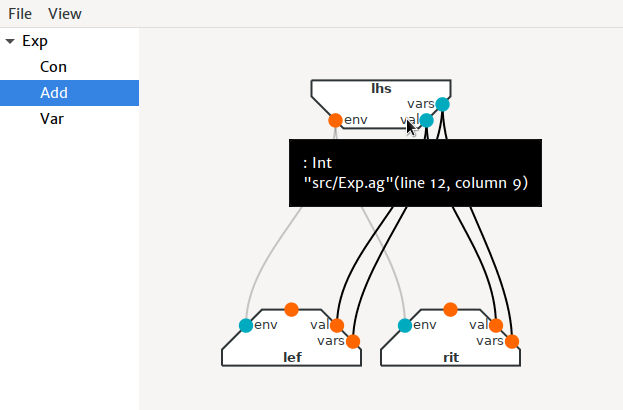 File View
Exp
Con
Add
Var
lhs
vars
env
val
: Int
"src/Exp.ag"(line 12, column 9)
env
val
vars
lef
env
val
vars
rit